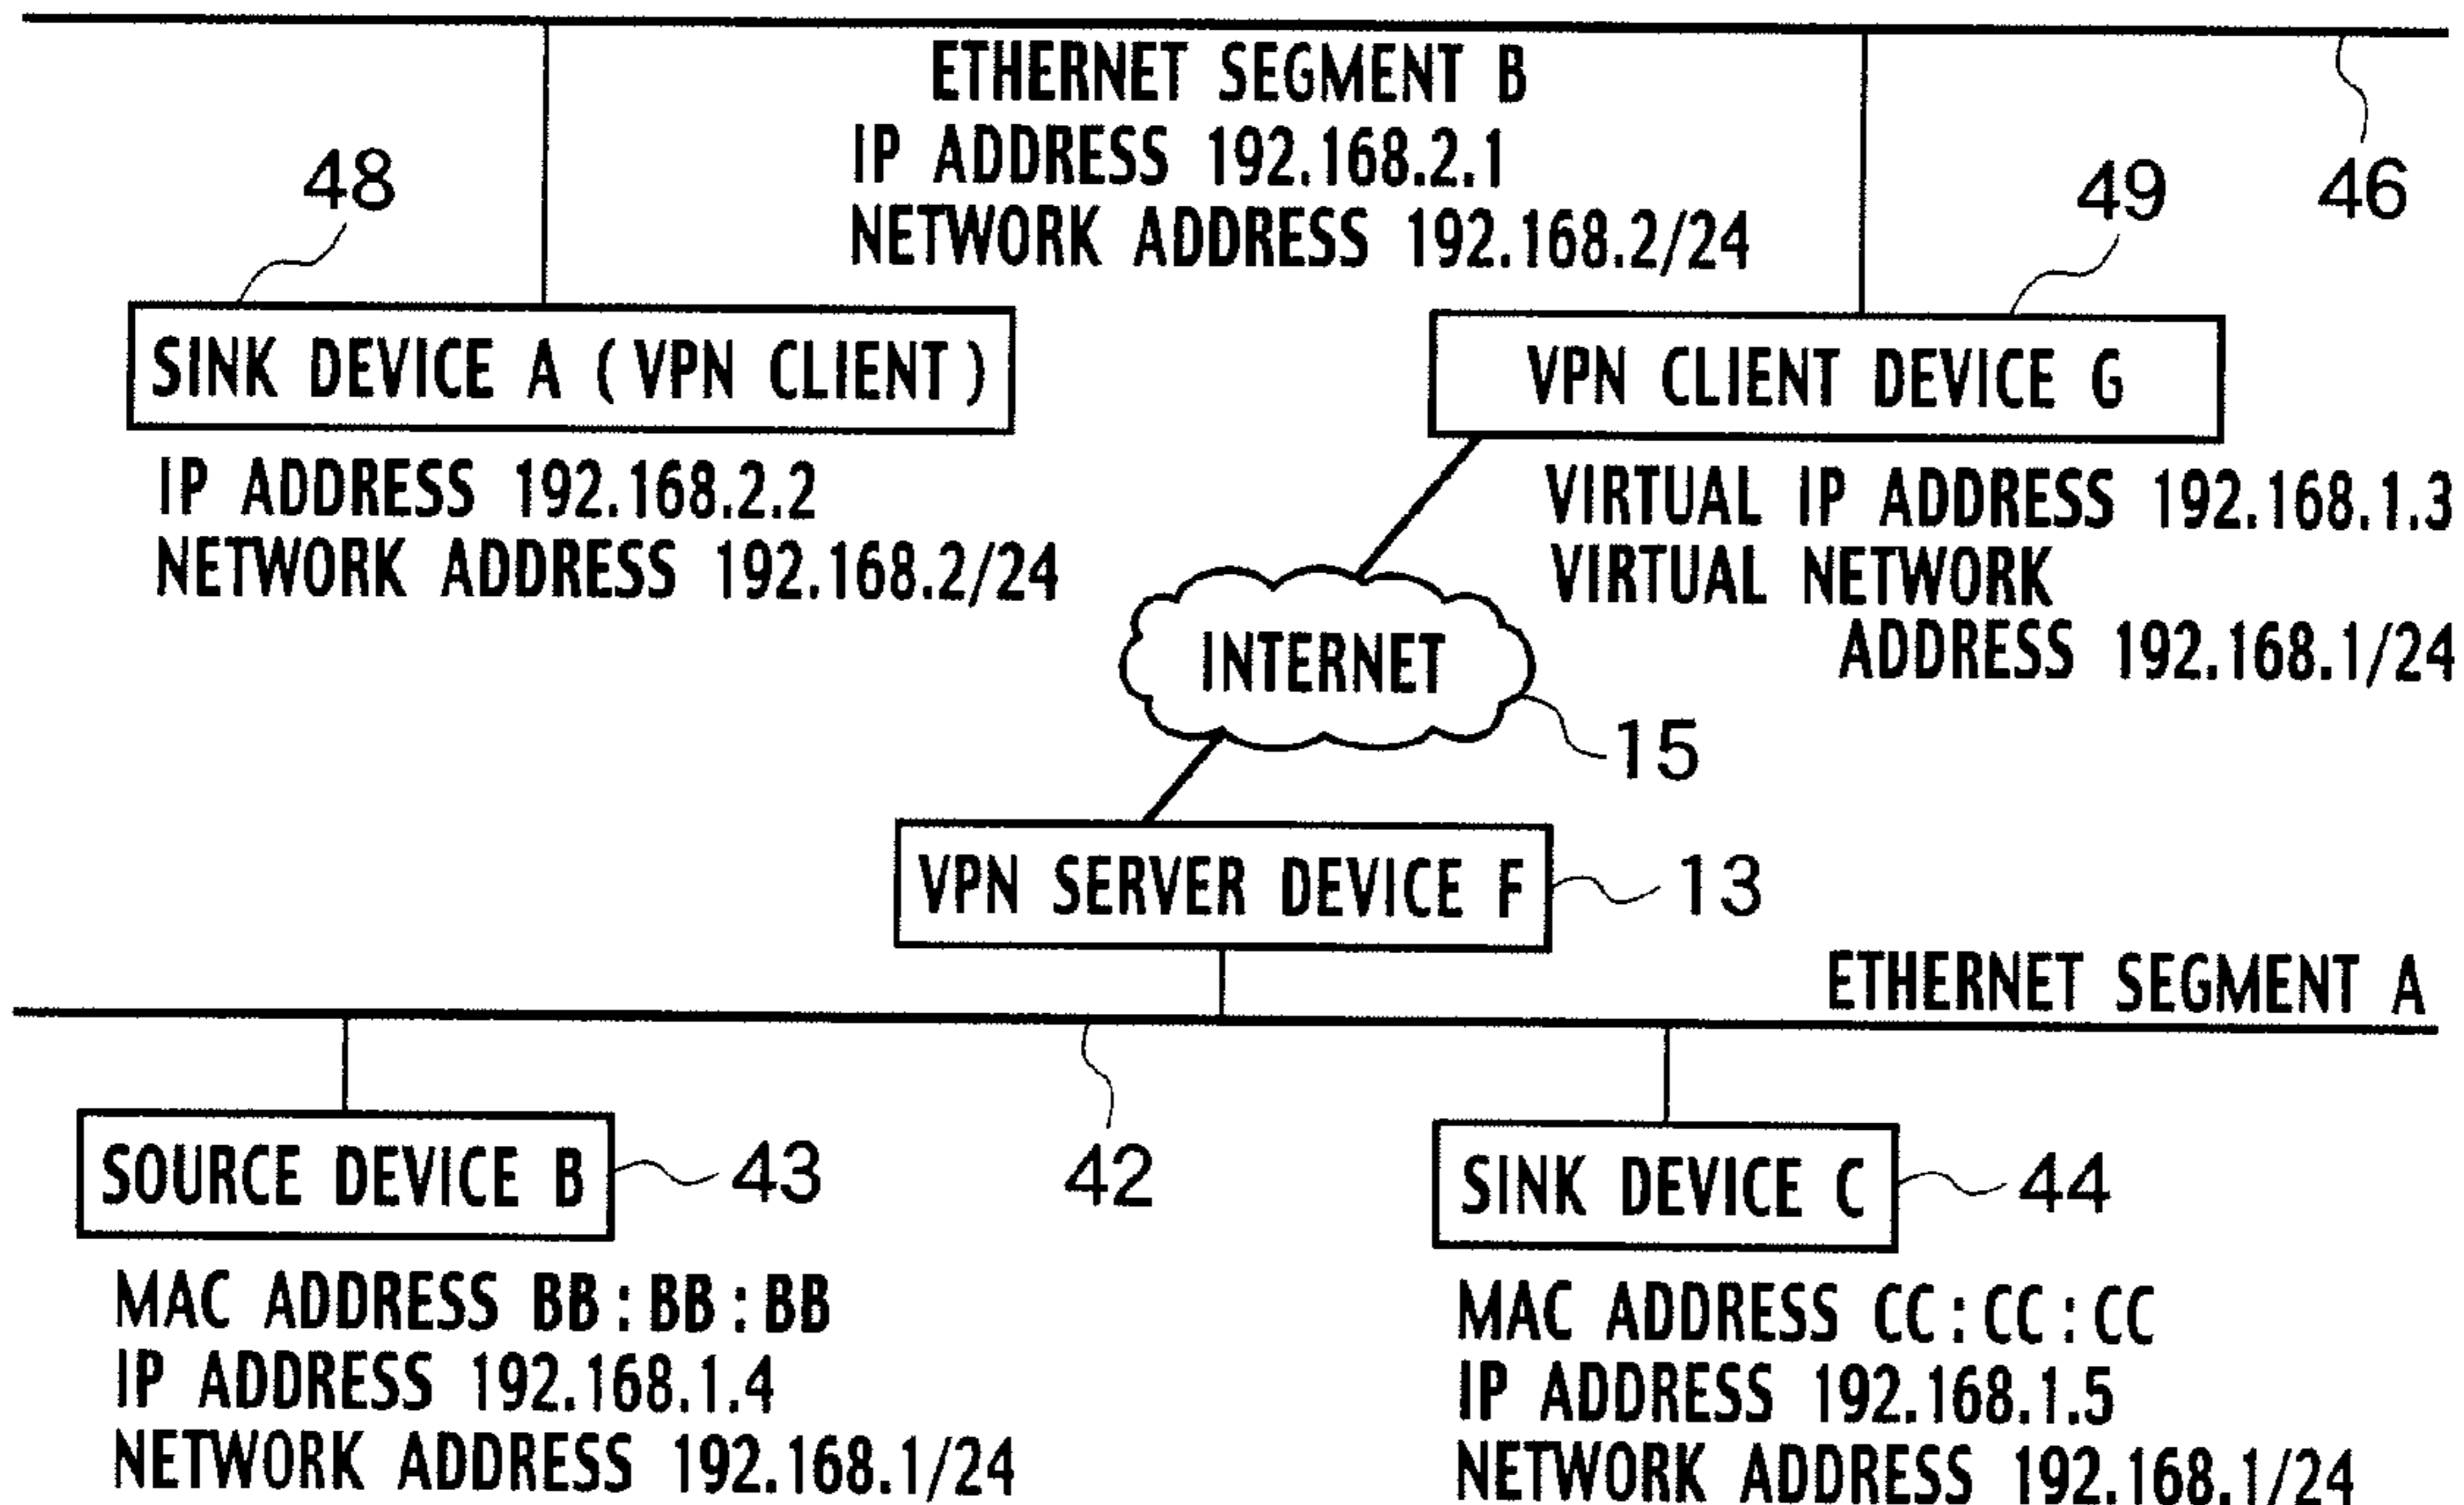 ETHERNET SEGMENT B
IP ADDRESS 192.168.2.1
NETWORK ADDRESS 192.168.2/24
46
48
49
SINK DEVICE A (VPN CLIENT)
IP ADDRESS 192.168.2.2
NETWORK ADDRESS 192.168.2/24
VPN CLIENT DEVICE G
VIRTUAL IP ADDRESS 192.168.1.3
VIRTUAL NETWORK
ADDRESS 192.168.1/24
INTERNET
15
VPN SERVER DEVICE F
13
ETHERNET SEGMENT A
42
SOURCE DEVICE B
43
MAC ADDRESS BB:BB:BB
IP ADDRESS 192.168.1.4
NETWORK ADDRESS 192.168.1/24
SINK DEVICE C
44
MAC ADDRESS CC:CC:CC
IP ADDRESS 192.168.1.5
NETWORK ADDRESS 192.168.1/24